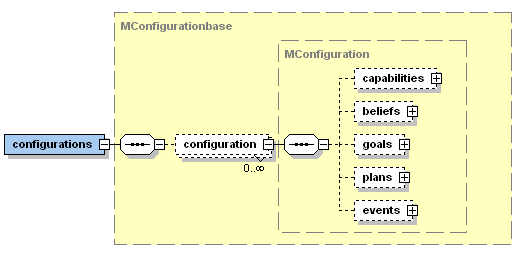 MConfigurationbase
MConfiguration
capabilities
beliefs
configurations
configuration
goals
0..∞
plans
events